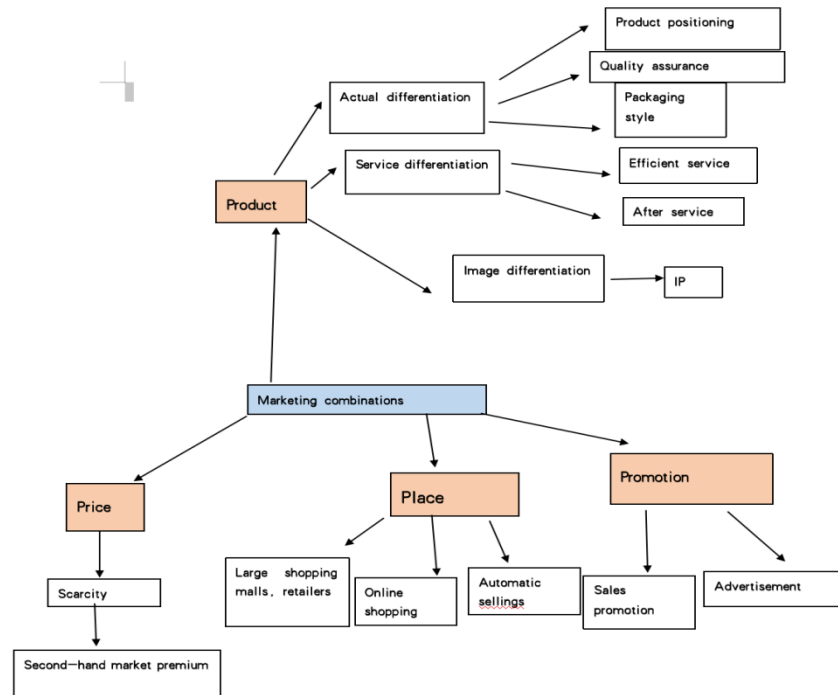 Product positioning
Quality assurance
Actual differentiation
Packaging
style
Service differentiation
Efficient service
Product
After service
Image differentiation
IP
Marketing combinations
Price
Place
Promotion
Large shopping
malls, retailers
Online
shopping
Automatic
sellings
Sales
promotion
Advertisement
Scarcity
Second-hand market premium